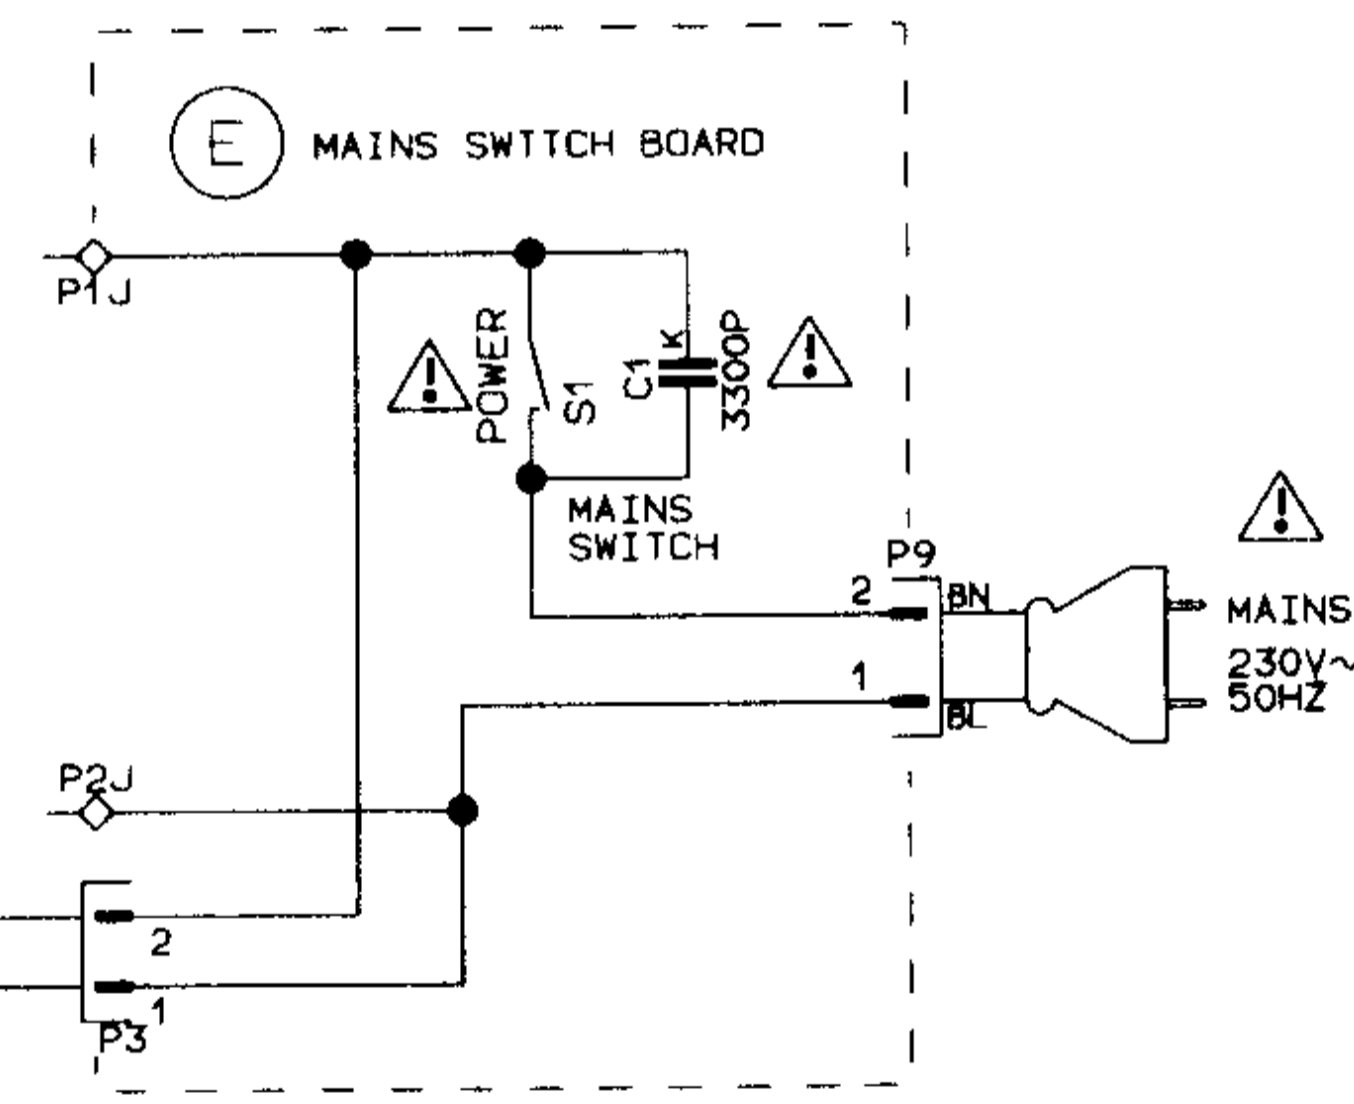 E
MAINS SWITCH BOARD
P1J
POWER
S1
C1
K
3300P
!
!
MAINS
SWITCH
!
P9
2
BN
MAINS
230V~
50HZ
1
BL
P2J
2
1
P3